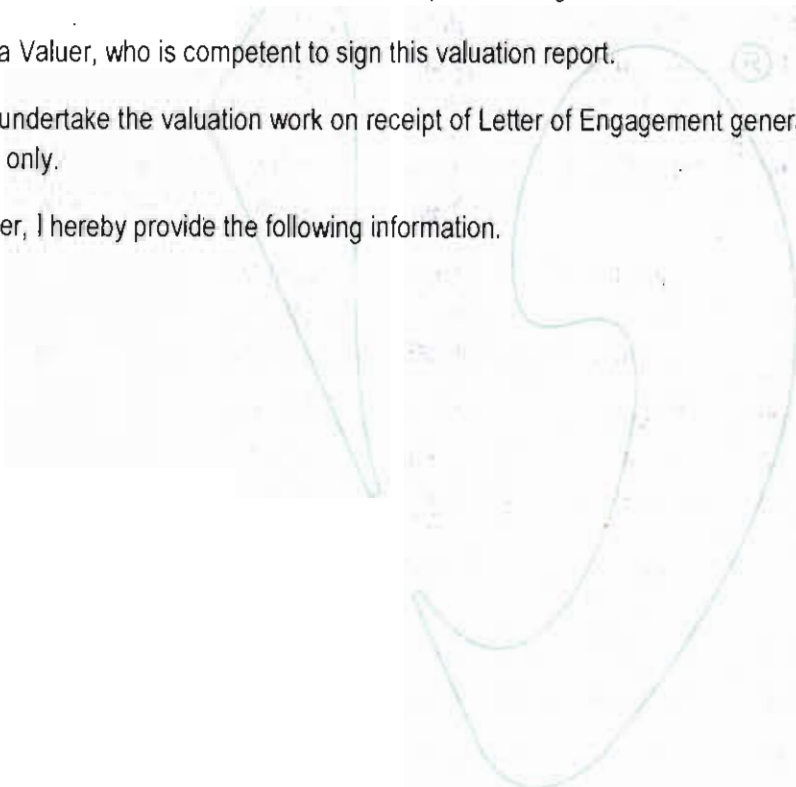 a Valuer, who is competent to sign this valuation report.
undertake the valuation work on receipt of Letter of Engagement gener
only.
er, I hereby provide the following information.
®